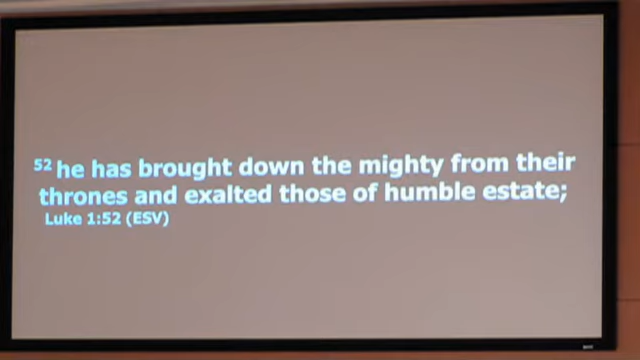 52 he has brought down the mighty from their
thrones and exalted those of humble estate;
Luke 1:52 (ESV)